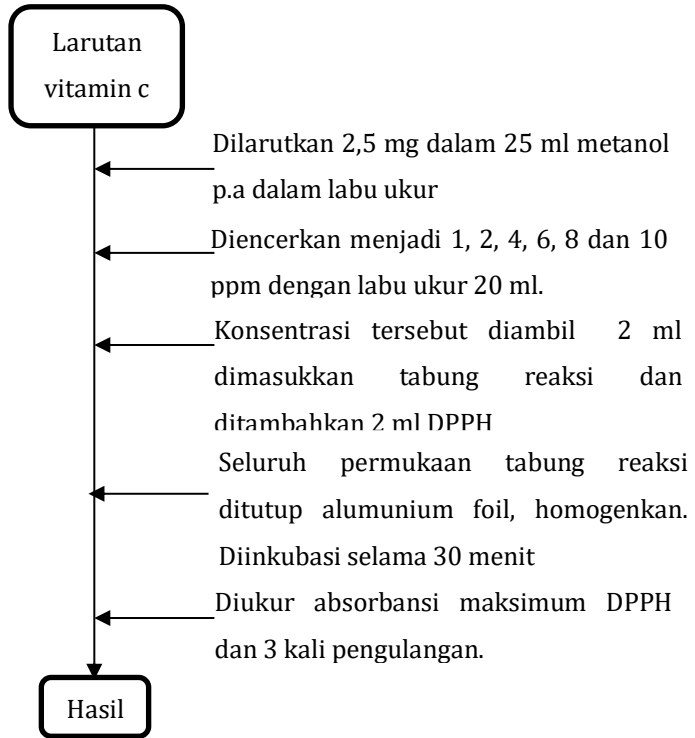 Larutan
vitamin c
Dilarutkan 2,5 mg dalam 25 ml metanol
p.a dalam labu ukur
Diencerkan menjadi 1, 2, 4, 6, 8 dan 10
ppm dengan labu ukur 20 ml.
Konsentrasi tersebut diambil 2 ml
dimasukkan tabung reaksi dan
ditambahkan 2 ml DPPH
Seluruh permukaan tabung reaksi
ditutup alumunium foil, homogenkan.
Diinkubasi selama 30 menit
Diukur absorbansi maksimum DPPH
dan 3 kali pengulangan.
Hasil